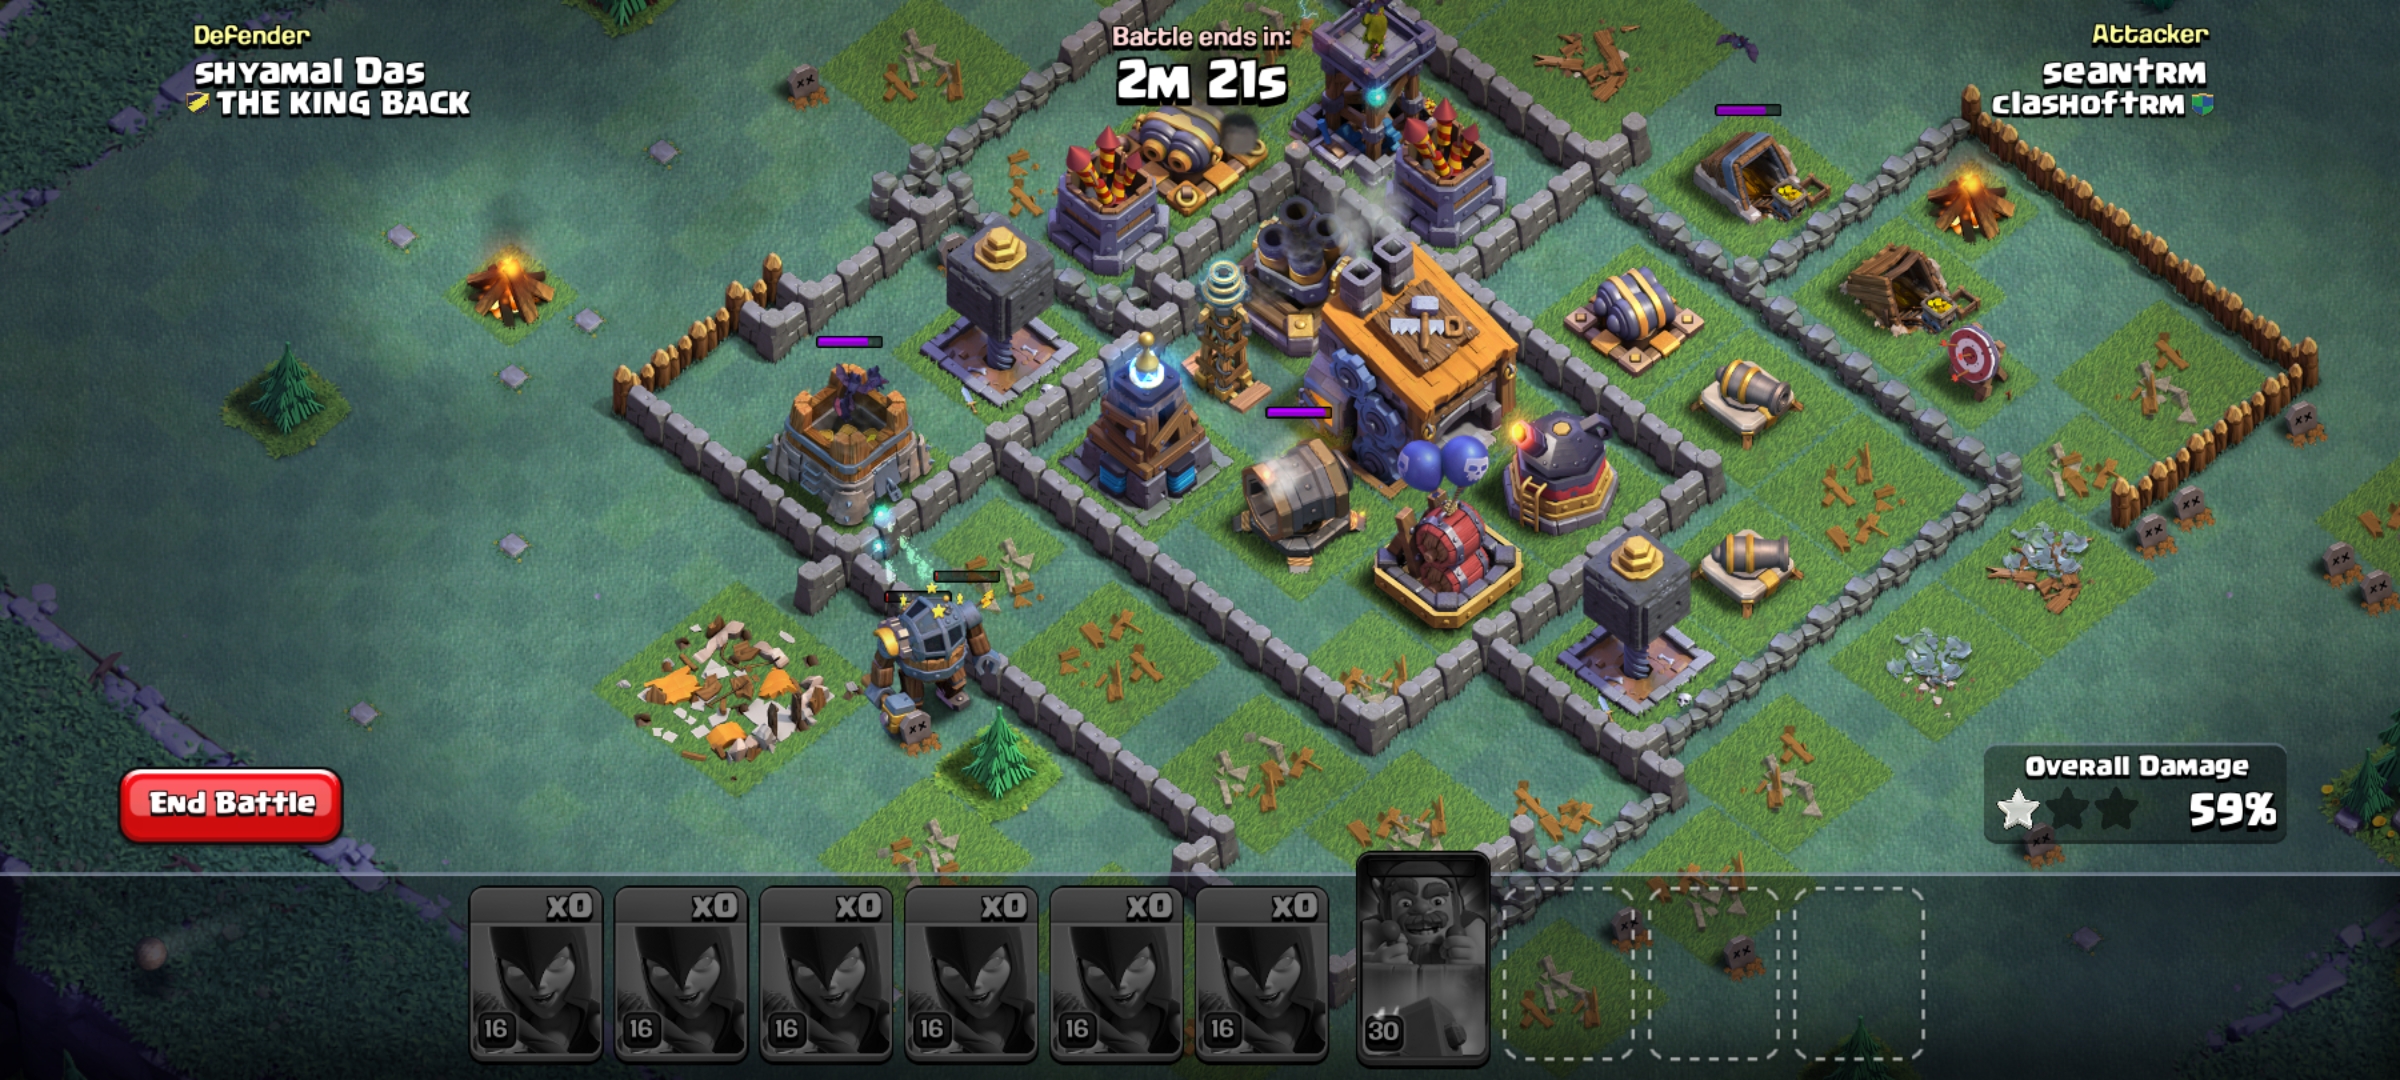 Defender
sHyamal Das
THE KING BACK
Battle ends in:
2M 21s
Attacker
seantRM
clashoftRM
End Battle
Overall Damage
59%
x0
x0
x0
x0
x0
x0
16
16
16
16
16
16
30